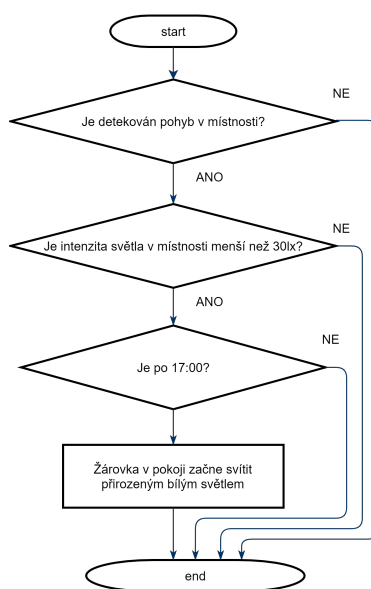 start
NE
Je detekován pohyb v místnosti?
ANO
NE
Je intenzita světla v místnosti menší než 30lx?
ANO
NE
Je po 17:00?
Žárovka v pokoji začne svítit
přirozeným bílým světlem
end